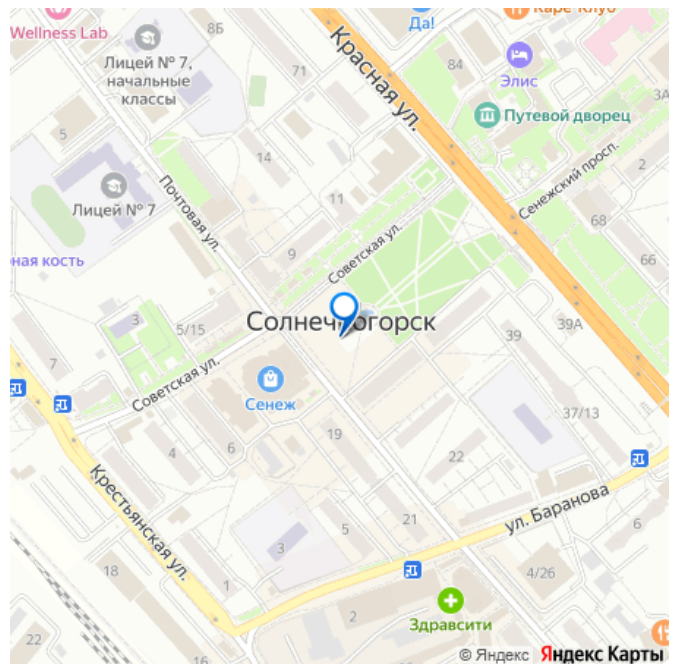 Wellness Lab
Да!
Каре-Клуб
8Б
Лицей № 7,
начальные
классы
71
Красная ул.
84
Элис
3А
5
Путевой дворец
14
Сенежский просп.
2
Лицей № 7
Почтовая ул.
11
68
9
Советская ул.
66
ная кость
3
5/15
Солнечногорск
39
39А
7
Советская ул.
Сенеж
37/13
4
6
19
22
Крестьянская ул.
ул. Баранова
5
21
6
3
18
1
4/26
2
Здравсити
22
16
© Яндекс Яндекс Карты